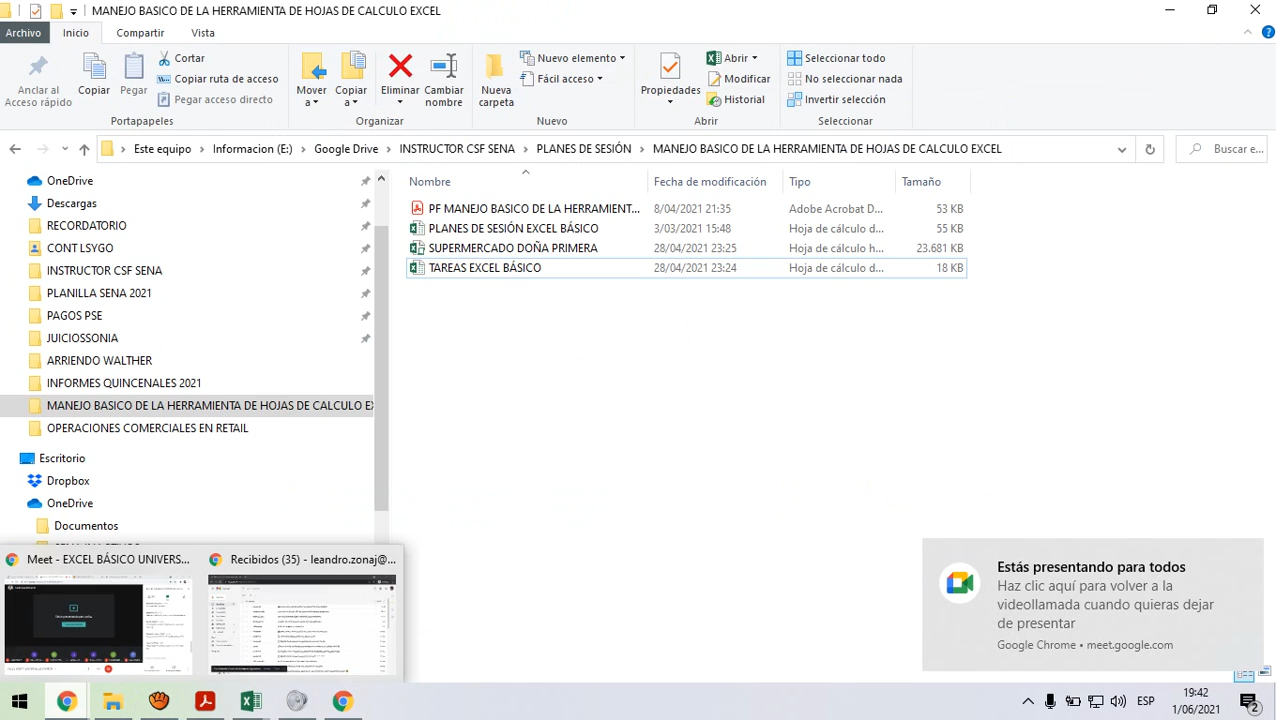 MANEJO BASICO DE LA HERRAMIENTA DE HOJAS DE CALCULO EXCEL
Archivo Inicio Compartir Vista
Anclar al Acceso rápido
Copiar
Pegar
Cortar
Copiar ruta de acceso
Pegar acceso directo
Portapapeles
Mover a
Copiar a
Eliminar
Cambiar nombre
Organizar
Nueva carpeta
Nuevo elemento
Fácil acceso
Nuevo
Propiedades
Abrir
Modificar
Historial
Abrir
Seleccionar todo
No seleccionar nada
Invertir selección
Seleccionar
Este equipo Informacion (E:) Google Drive INSTRUCTOR CSF SENA PLANES DE SESIÓN MANEJO BASICO DE LA HERRAMIENTA DE HOJAS DE CALCULO EXCEL
Buscar e...
OneDrive
Descargas
RECORDATORIO
CONT LSYGO
INSTRUCTOR CSF SENA
PLANILLA SENA 2021
PAGOS PSE
JUICIOSSONIA
ARRIENDO WALTHER
INFORMES QUINCENALES 2021
MANEJO BASICO DE LA HERRAMIENTA DE HOJAS DE CALCULO EX
OPERACIONES COMERCIALES EN RETAIL
Escritorio
Dropbox
OneDrive
Documentos
Nombre Fecha de modificación Tipo Tamaño
PF MANEJO BASICO DE LA HERRAMIENT... 8/04/2021 21:35 Adobe Acrobat D... 53 KB
PLANES DE SESIÓN EXCEL BÁSICO 3/03/2021 15:48 Hoja de cálculo d... 55 KB
SUPERMERCADO DOÑA PRIMERA 28/04/2021 23:25 Hoja de cálculo h... 23.681 KB
TAREAS EXCEL BÁSICO 28/04/2021 23:24 Hoja de cálculo d... 18 KB
Meet - EXCEL BÁSICO UNIVERS...
Recibidos (35) - leandro.zonaj@...
Estás presentando para todos
Haz clic aquí para volver a la
videollamada cuando quieras dejar
de presentar
ESP
1/06/2021
2